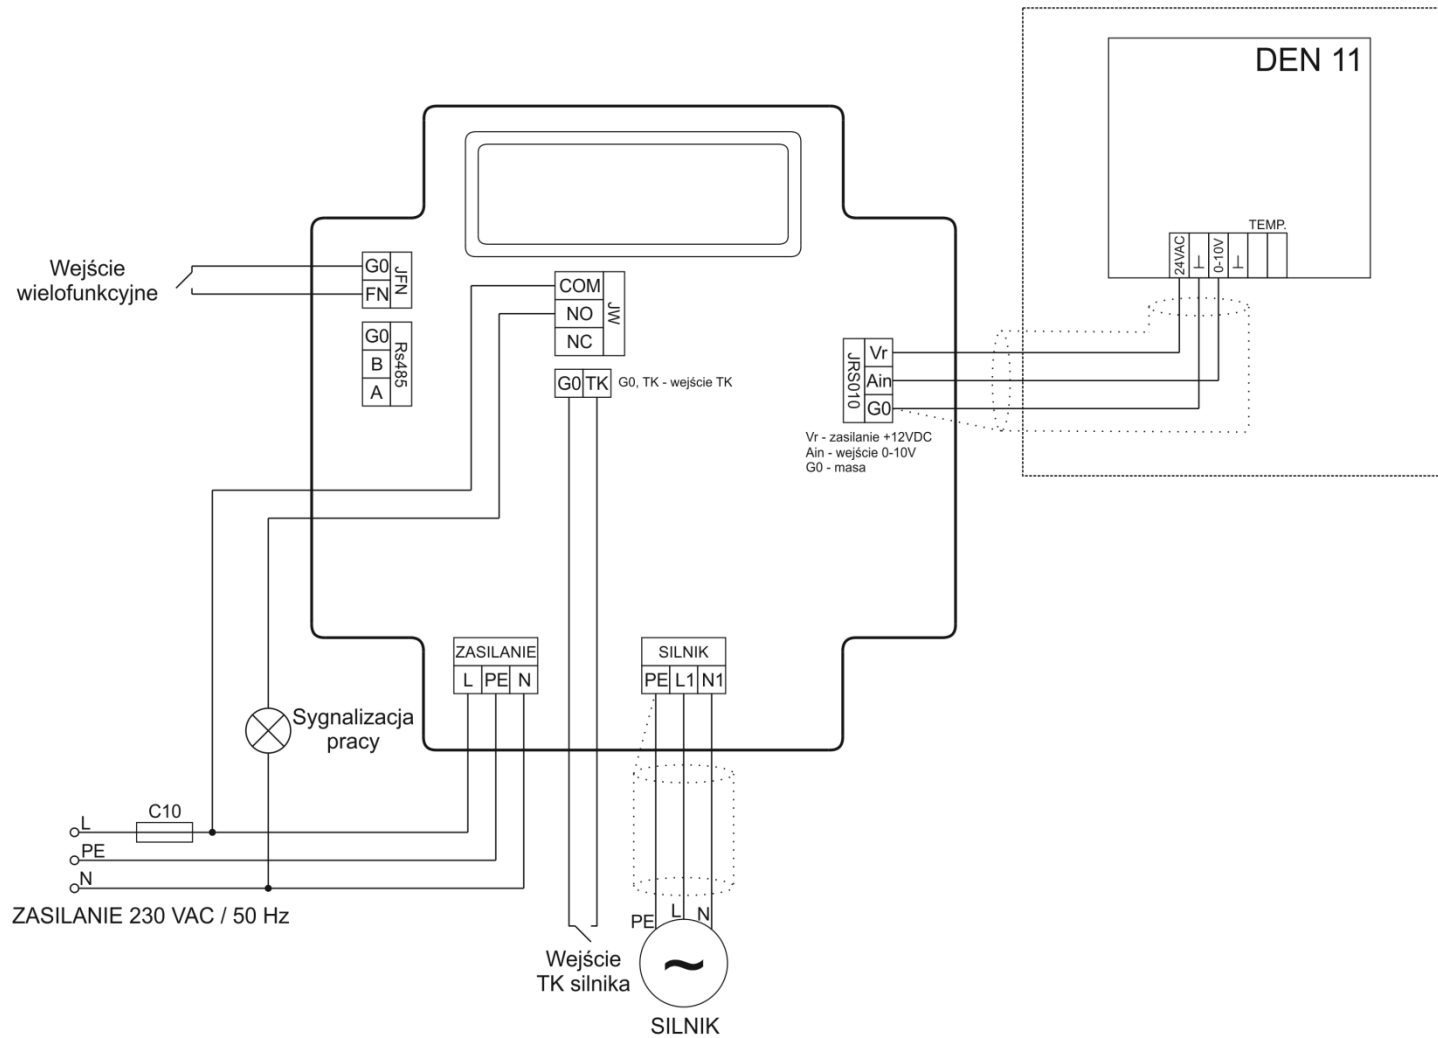 DEN 11
TEMP.
24VAC
⊥
0-10V
⊥
Wejście
wielofunkcyjne
G0
FN
JFN
G0
B
A
Rs485
COM
NO
NC
JW
G0 TK
G0, TK - wejście TK
JRS010
Vr
Ain
G0
Vr - zasilanie +12VDC
Ain - wejście 0-10V
G0 - masa
ZASILANIE
L PE N
SILNIK
PE L1 N1
Sygnalizacja
pracy
C10
L
PE
N
ZASILANIE 230 VAC / 50 Hz
Wejście
TK silnika
PE L N
~
SILNIK